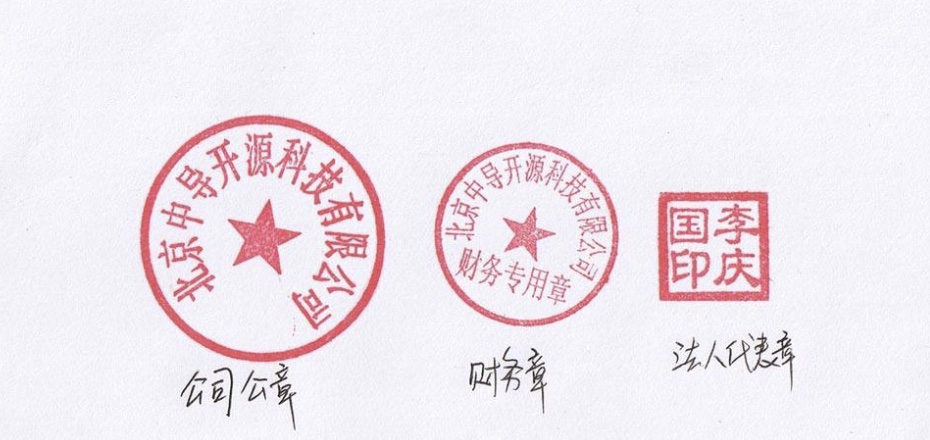 北京中导开源科技有限公司
公司公章
北京中导开源科技有限公司
财务专用章
财务章
李庆
国印
法人代表章